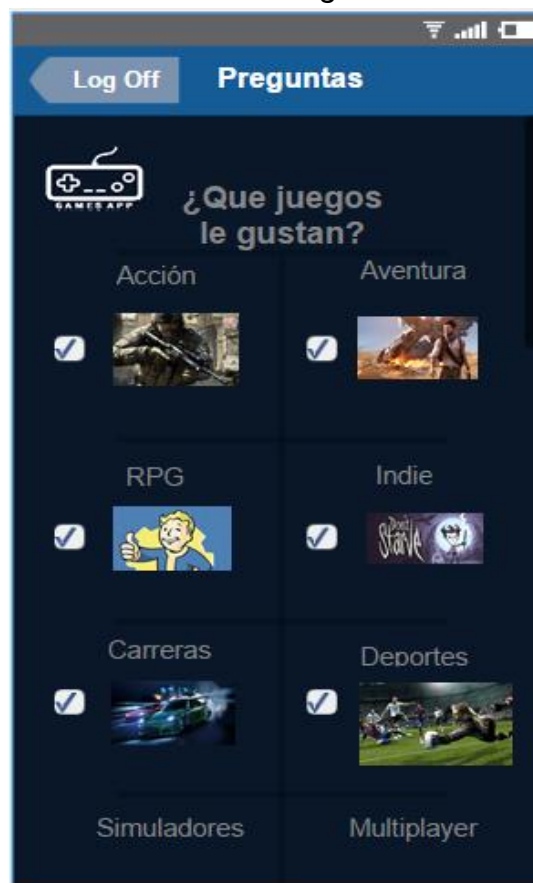 Log Off
Preguntas
GAMES APP
¿Que juegos
le gustan?
Acción
Aventura
RPG
Indie
Don't
Starve
Carreras
Deportes
Simuladores
Multiplayer